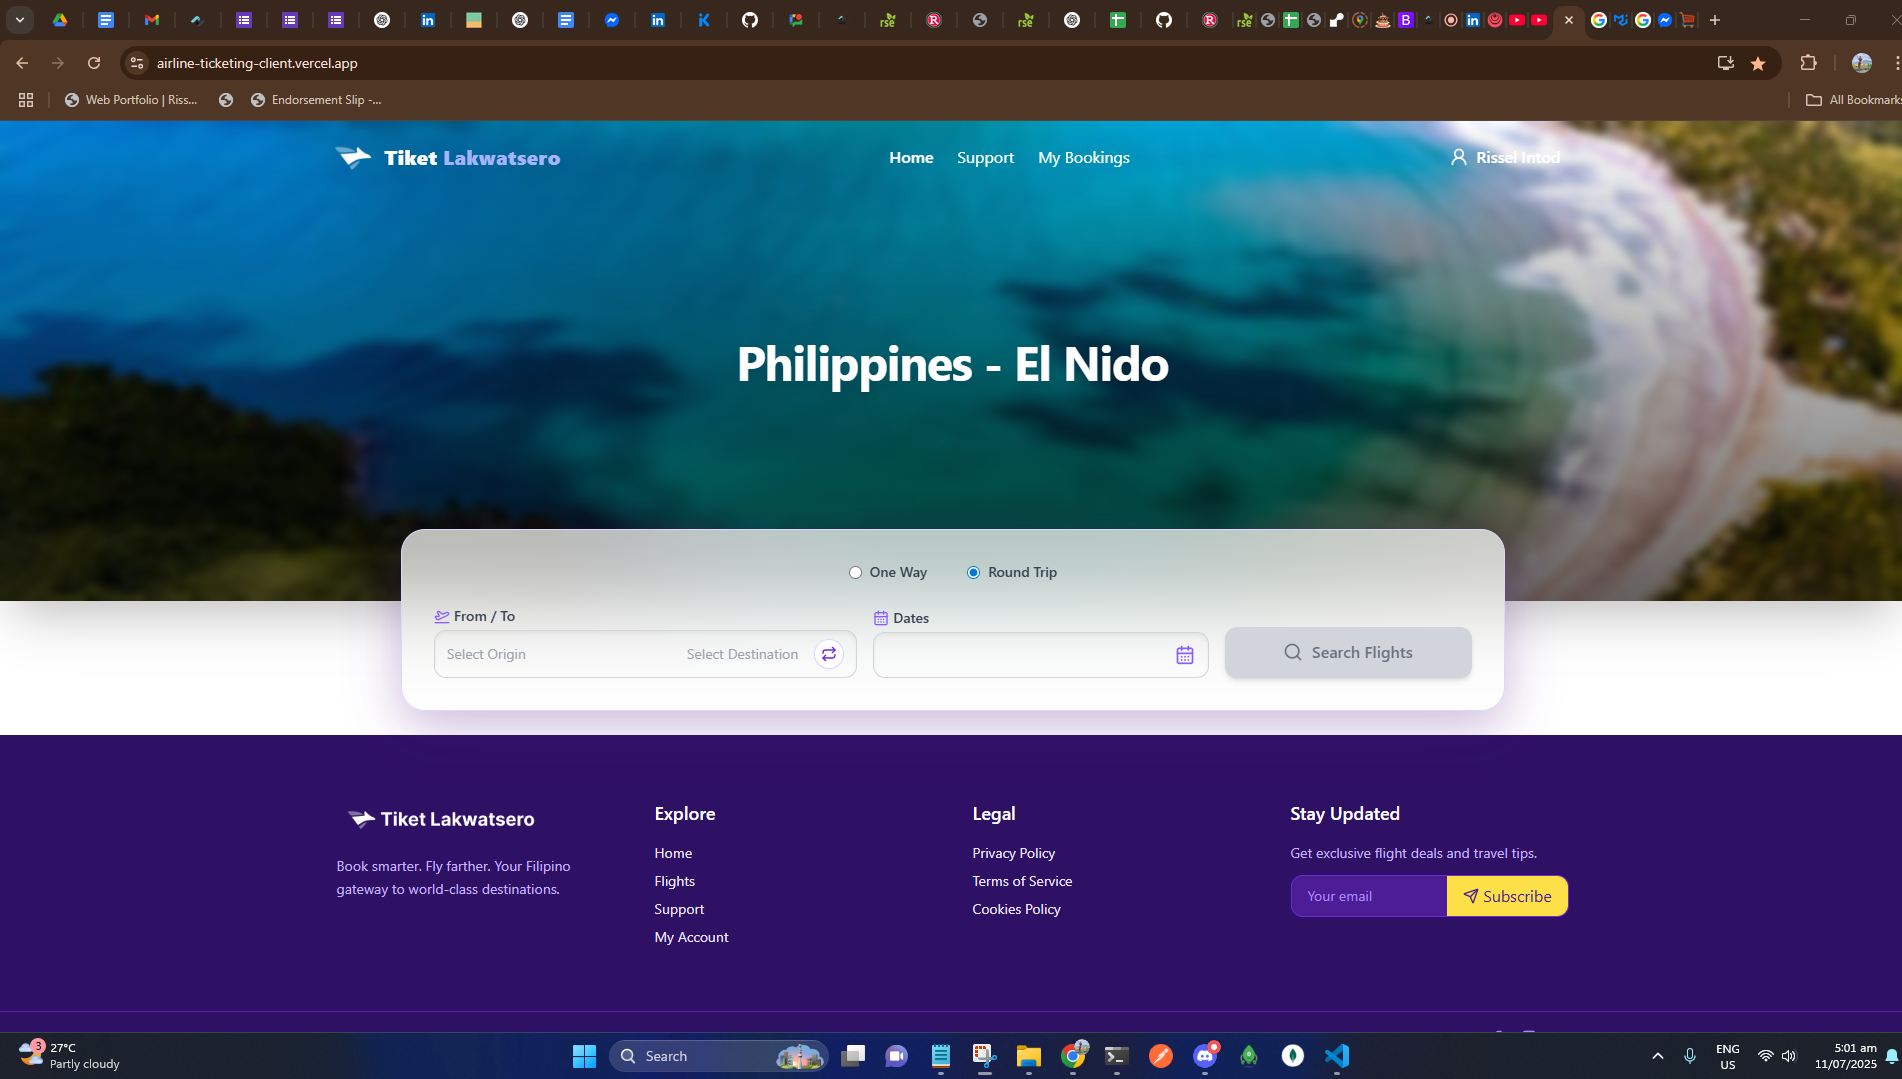 airline-ticketing-client.vercel.app
Web Portfolio | Riss...
Endorsement Slip -...
All Bookmarks
Tiket Lakwatsero
Home
Support
My Bookings
Rissel Intod
Philippines - El Nido
One Way
Round Trip
From / To
Dates
Select Origin
Select Destination
Search Flights
Tiket Lakwatsero
Book smarter. Fly farther. Your Filipino
gateway to world-class destinations.
Explore
Home
Flights
Support
My Account
Legal
Privacy Policy
Terms of Service
Cookies Policy
Stay Updated
Get exclusive flight deals and travel tips.
Your email
Subscribe
3
27°C
Partly cloudy
Search
ENG
US
5:01 am
11/07/2025